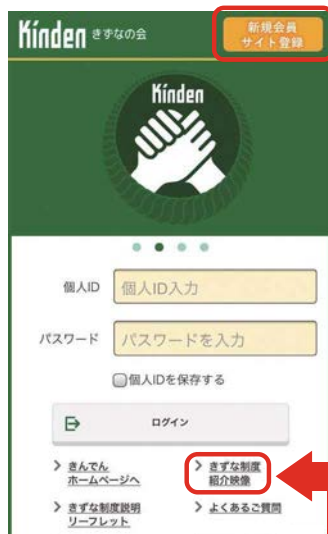 Kinden きずなの会
新規会員
サイト登録
Kinden
個人ID 個人ID入力
パスワード パスワードを入力
個人IDを保存する
ログイン
きんでん
ホームページへ
きずな制度
紹介映像
きずな制度説明
リーフレット
よくあるご質問